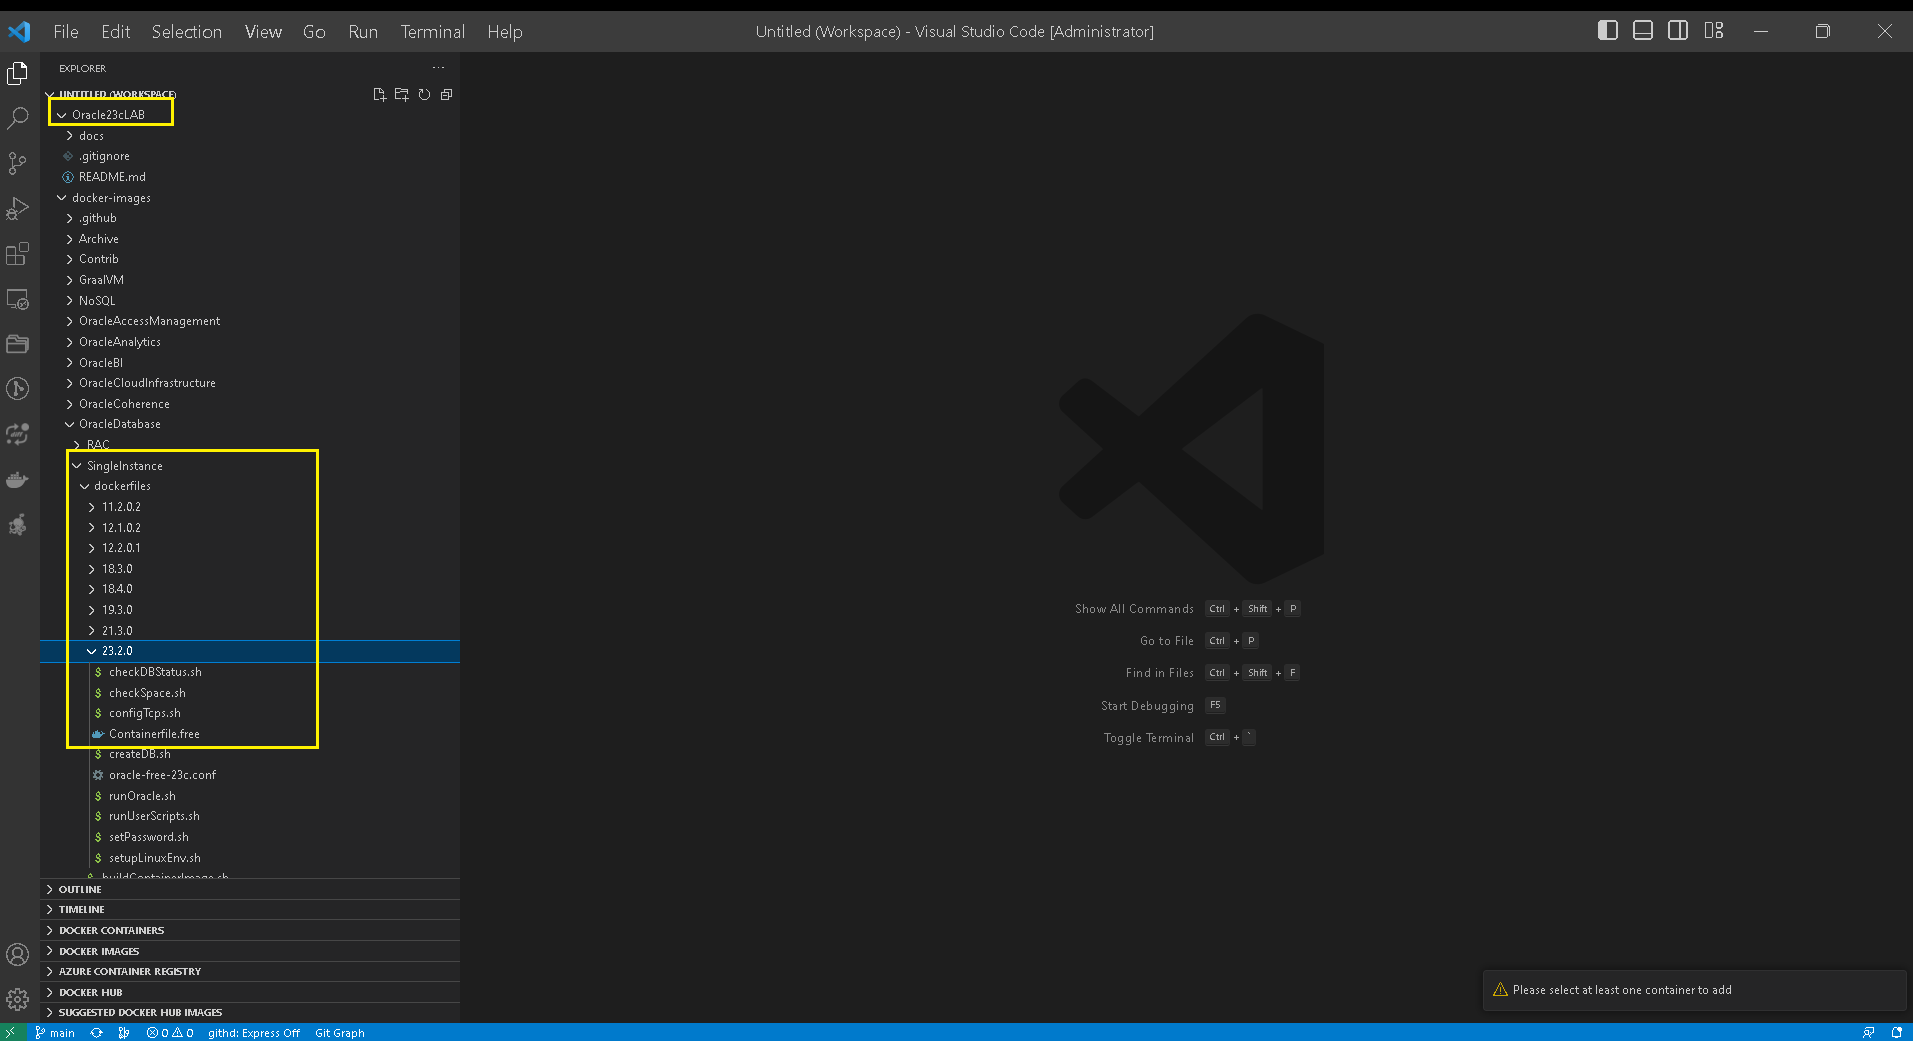 File Edit Selection View Go Run Terminal Help
Untitled (Workspace) - Visual Studio Code [Administrator]
EXPLORER
UNTITLED (WORKSPACE)
Oracle23cLAB
docs
.gitignore
README.md
docker-images
.github
Archive
Contrib
GraalVM
NoSQL
OracleAccessManagement
OracleAnalytics
OracleBI
OracleCloudInfrastructure
OracleCoherence
OracleDatabase
RAC
SingleInstance
dockerfiles
11.2.0.2
12.1.0.2
12.2.0.1
18.3.0
18.4.0
19.3.0
21.3.0
23.2.0
checkDBStatus.sh
checkSpace.sh
configTcps.sh
Containerfile.free
createDB.sh
oracle-free-23c.conf
runOracle.sh
runUserScripts.sh
setPassword.sh
setupLinuxEnv.sh
buildContainerImage.sh
OUTLINE
TIMELINE
DOCKER CONTAINERS
DOCKER IMAGES
AZURE CONTAINER REGISTRY
DOCKER HUB
SUGGESTED DOCKER HUB IMAGES
Show All Commands Ctrl + Shift + P
Go to File Ctrl + P
Find in Files Ctrl + Shift + F
Start Debugging F5
Toggle Terminal Ctrl + `
Please select at least one container to add
main 0 0 githd: Express Off Git Graph